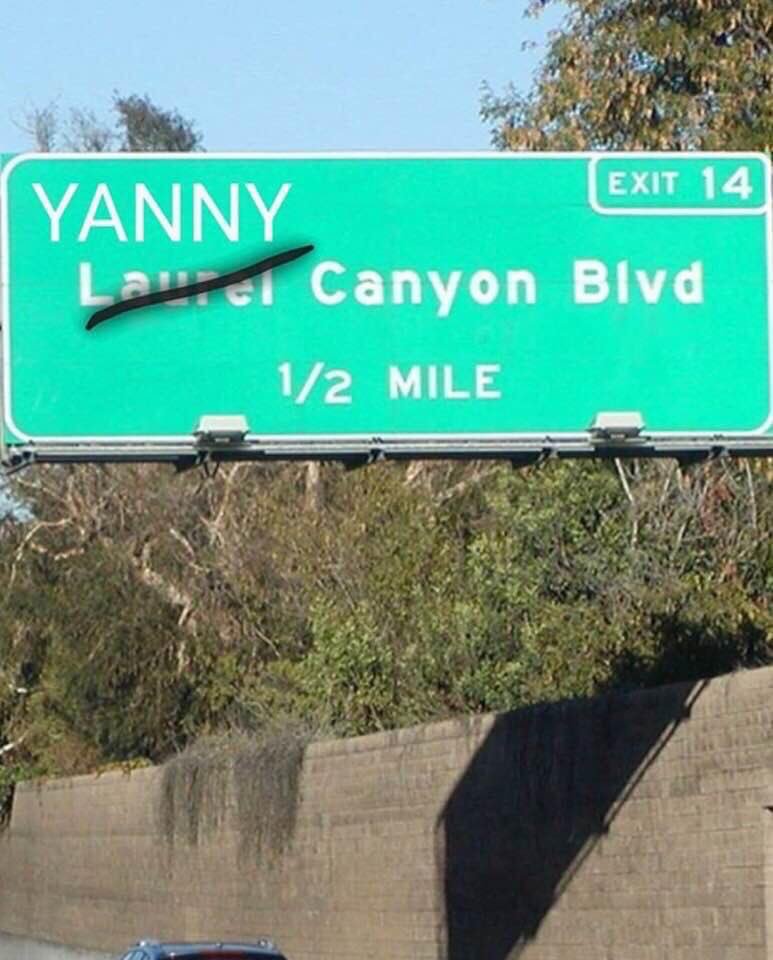 EXIT 14
YANNY
Laurel Canyon Blvd
1/2 MILE